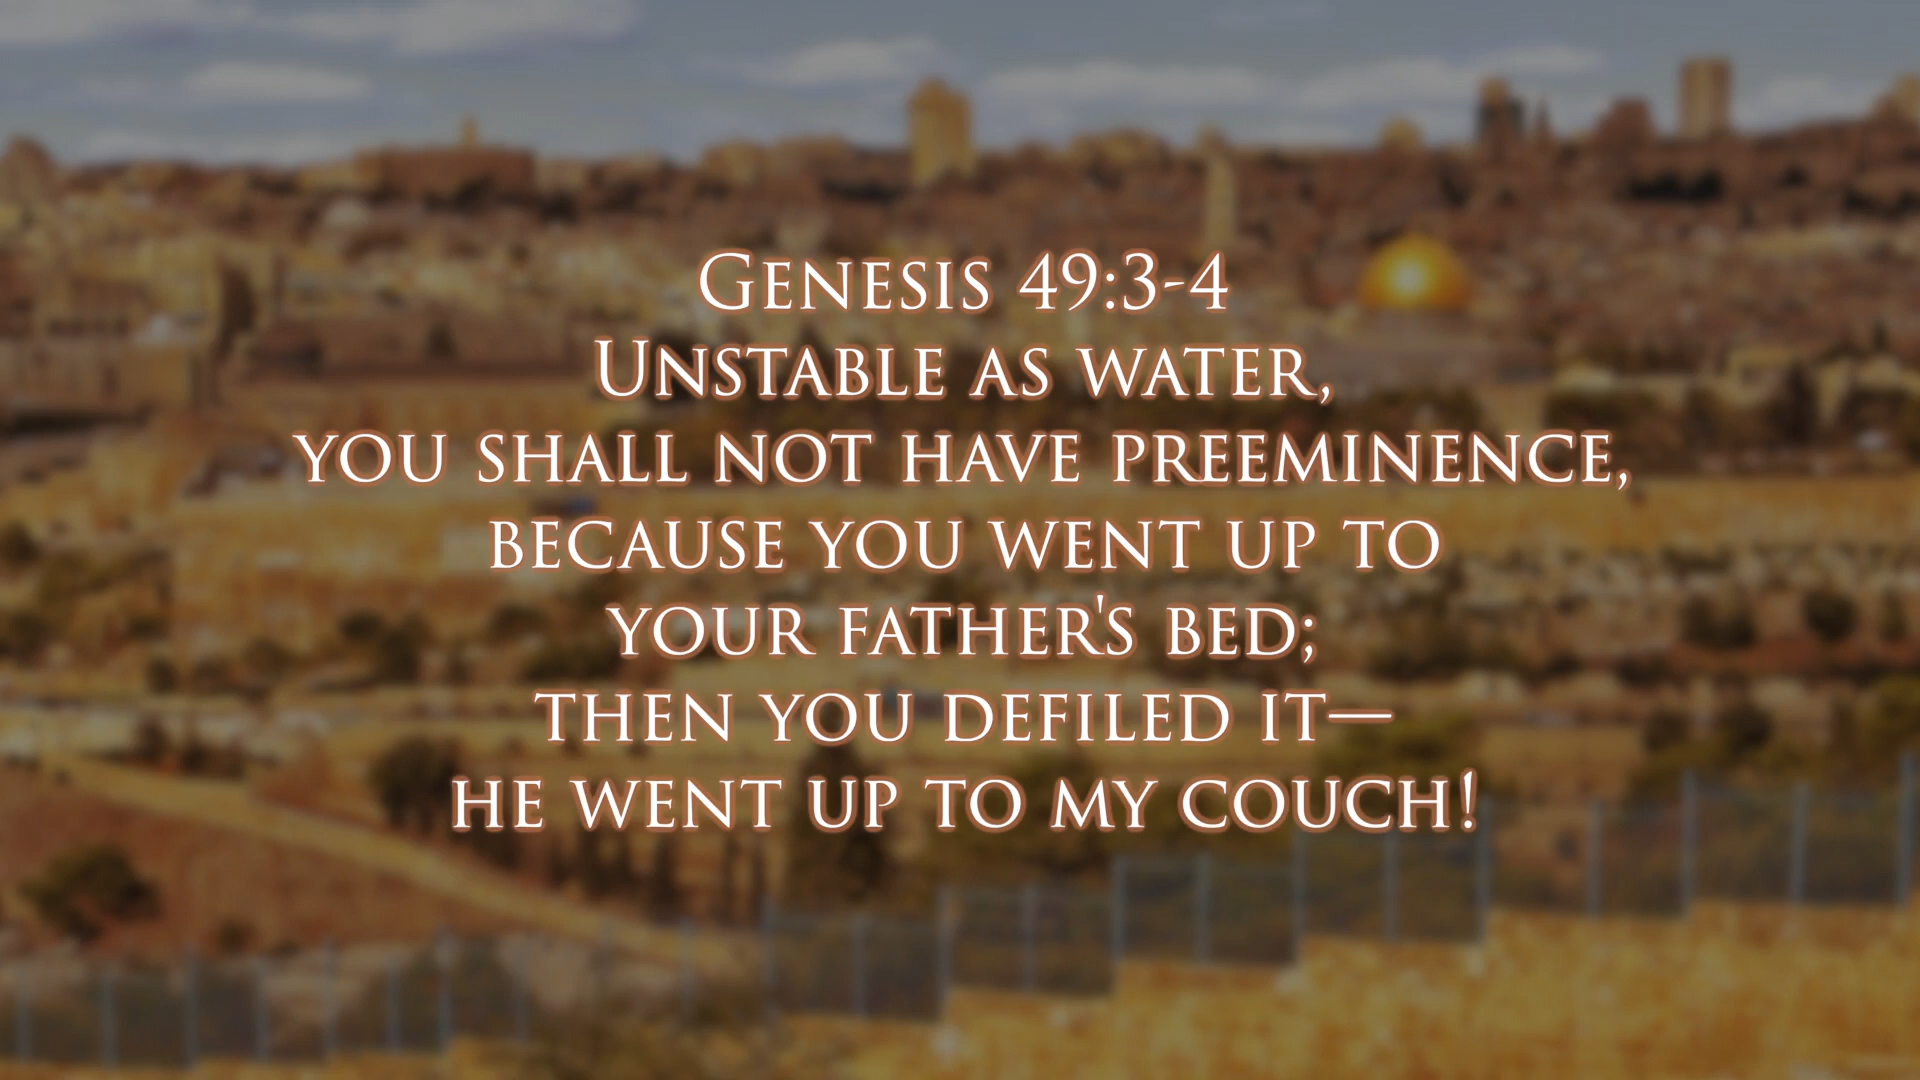 Genesis 49:3-4
Unstable as water,
you shall not have preeminence,
because you went up to
your father's bed;
then you defiled it—
he went up to my couch!